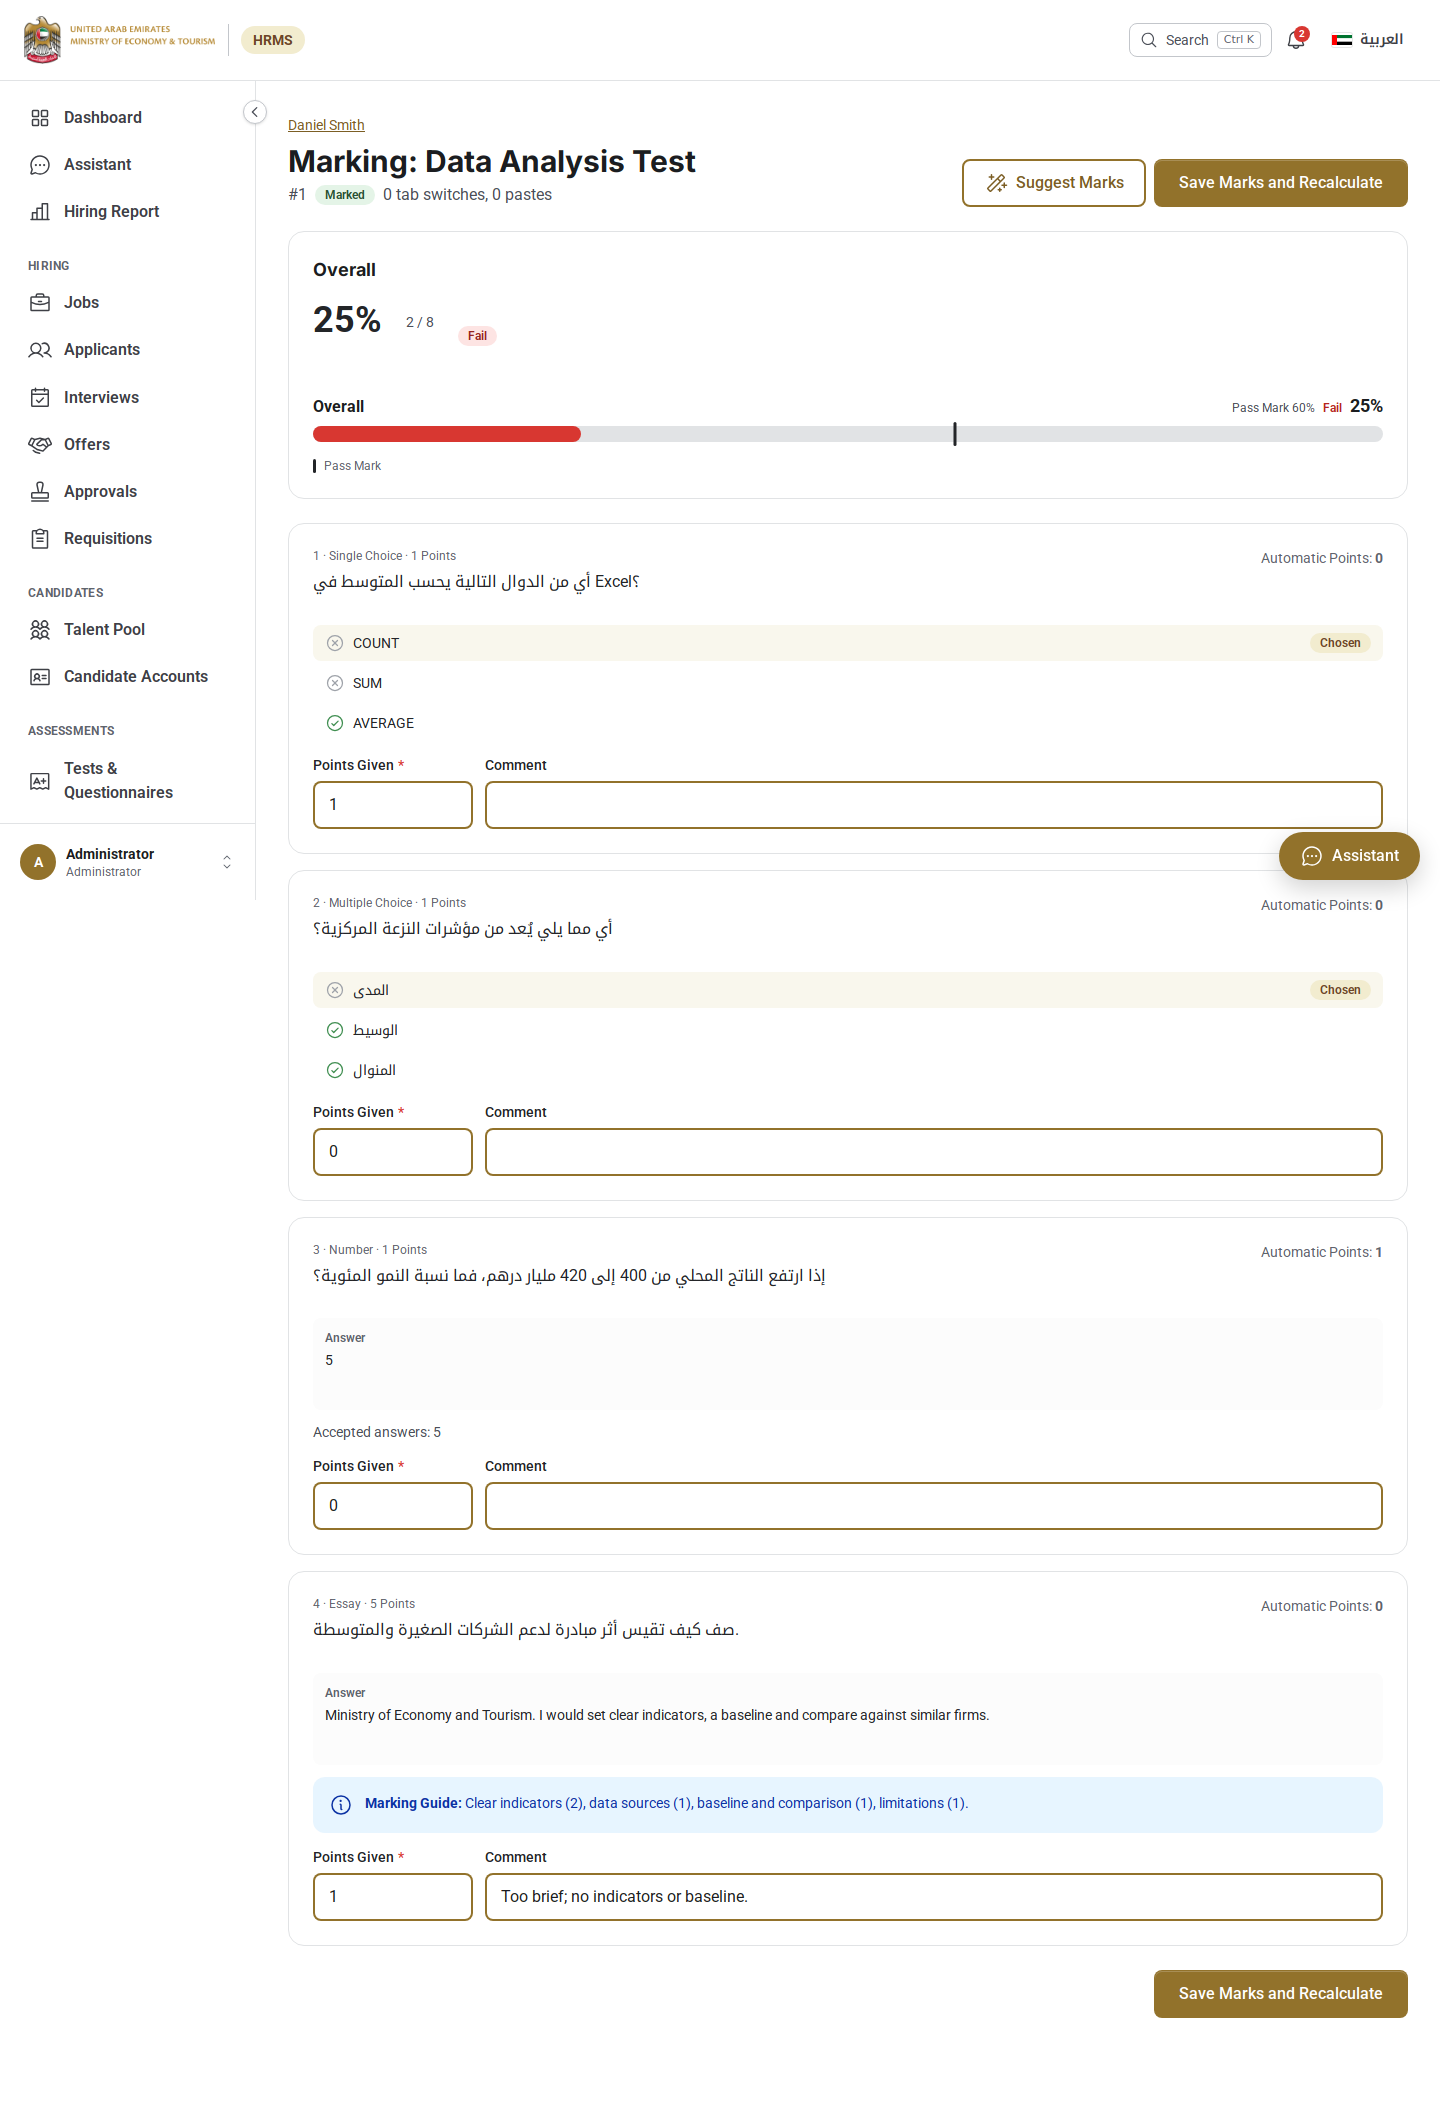 UNITED ARAB EMIRATES
MINISTRY OF ECONOMY & TOURISM
HRMS
Search Ctrl K
2
العربية
Dashboard
Assistant
Hiring Report
HIRING
Jobs
Applicants
Interviews
Offers
Approvals
Requisitions
CANDIDATES
Talent Pool
Candidate Accounts
ASSESSMENTS
Tests &
Questionnaires
A
Administrator
Administrator
Daniel Smith
Marking: Data Analysis Test
#1 Marked 0 tab switches, 0 pastes
Suggest Marks
Save Marks and Recalculate
Overall
25% 2 / 8 Fail
Overall
Pass Mark 60% Fail 25%
Pass Mark
1 · Single Choice · 1 Points
Automatic Points: 0
أي من الدوال التالية يحسب المتوسط في Excel؟
COUNT Chosen
SUM
AVERAGE
Points Given * Comment
1
Assistant
2 · Multiple Choice · 1 Points
Automatic Points: 0
أي مما يلي يُعد من مؤشرات النزعة المركزية؟
المدى Chosen
الوسيط
المنوال
Points Given * Comment
0
3 · Number · 1 Points
Automatic Points: 1
إذا ارتفع الناتج المحلي من 400 إلى 420 مليار درهم، فما نسبة النمو المئوية؟
Answer
5
Accepted answers: 5
Points Given * Comment
0
4 · Essay · 5 Points
Automatic Points: 0
صف كيف تقيس أثر مبادرة لدعم الشركات الصغيرة والمتوسطة.
Answer
Ministry of Economy and Tourism. I would set clear indicators, a baseline and compare against similar firms.
Marking Guide: Clear indicators (2), data sources (1), baseline and comparison (1), limitations (1).
Points Given * Comment
1 Too brief; no indicators or baseline.
Save Marks and Recalculate